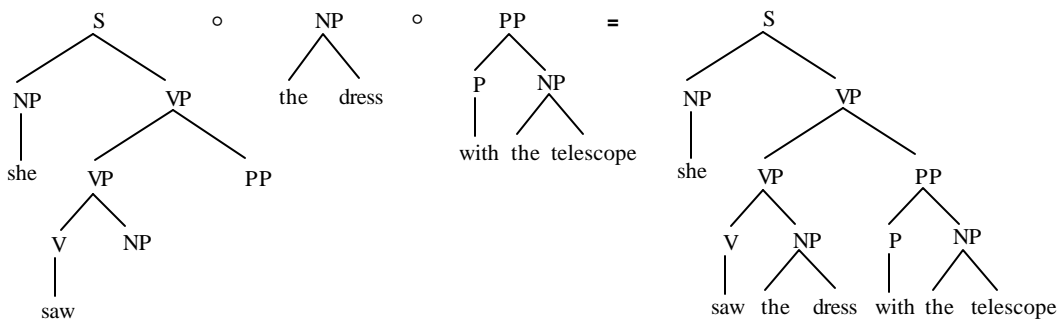 S ° NP ° PP = S
the dress P NP
NP VP NP VP
with the telescope
she VP PP she VP PP
V NP V NP P NP
saw saw the dress with the telescope